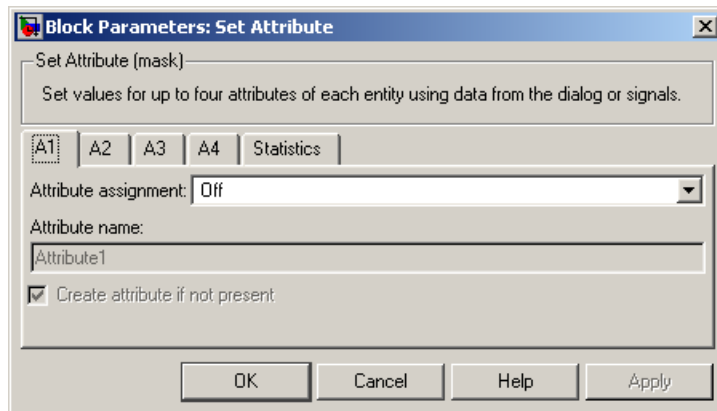 Block Parameters: Set Attribute
Set Attribute (mask)
Set values for up to four attributes of each entity using data from the dialog or signals.
A1 A2 A3 A4 Statistics
Attribute assignment: Off
Attribute name:
Attribute1
Create attribute if not present
OK Cancel Help Apply